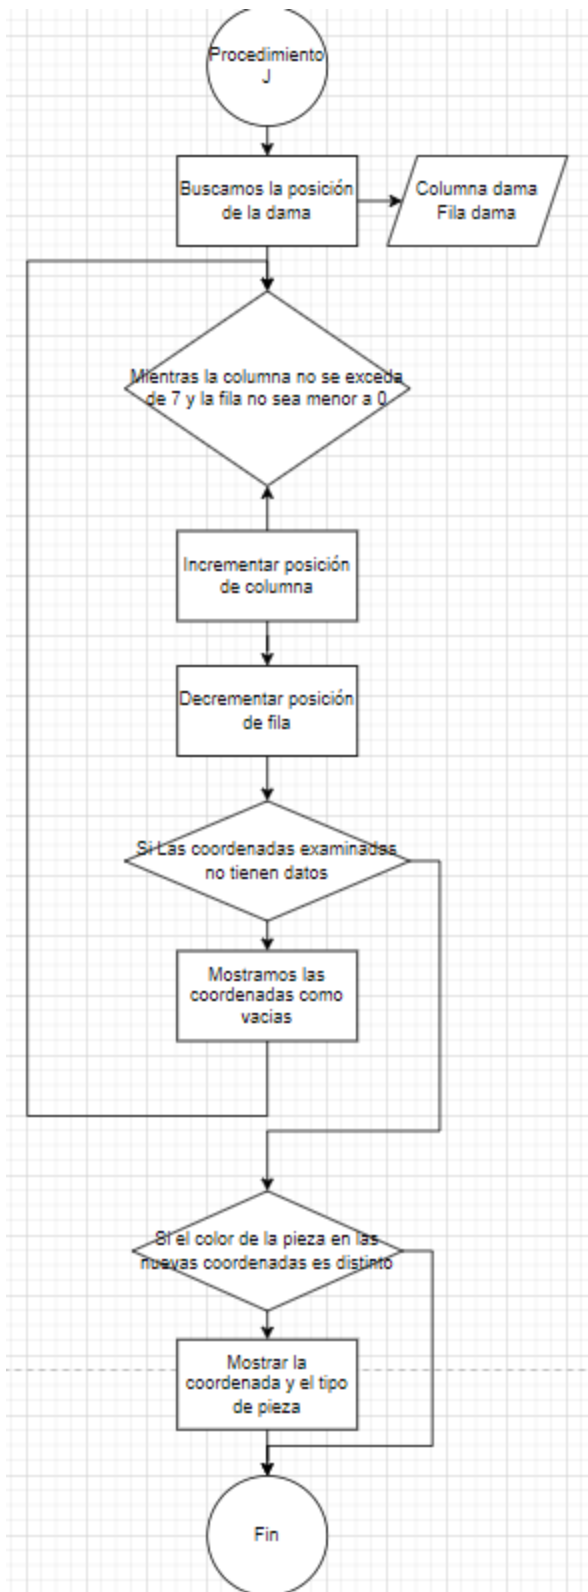 Procedimiento
J
Buscamos la posición
de la dama
Columna dama
Fila dama
Mientras la columna no se exceda
de 7 y la fila no sea menor a 0
Incrementar posición
de columna
Decrementar posición
de fila
Si Las coordenadas examinadas
no tienen datos
Mostramos las
coordenadas como
vacias
Si el color de la pieza en las
nuevas coordenadas es distinto
Mostrar la
coordenada y el tipo
de pieza
Fin